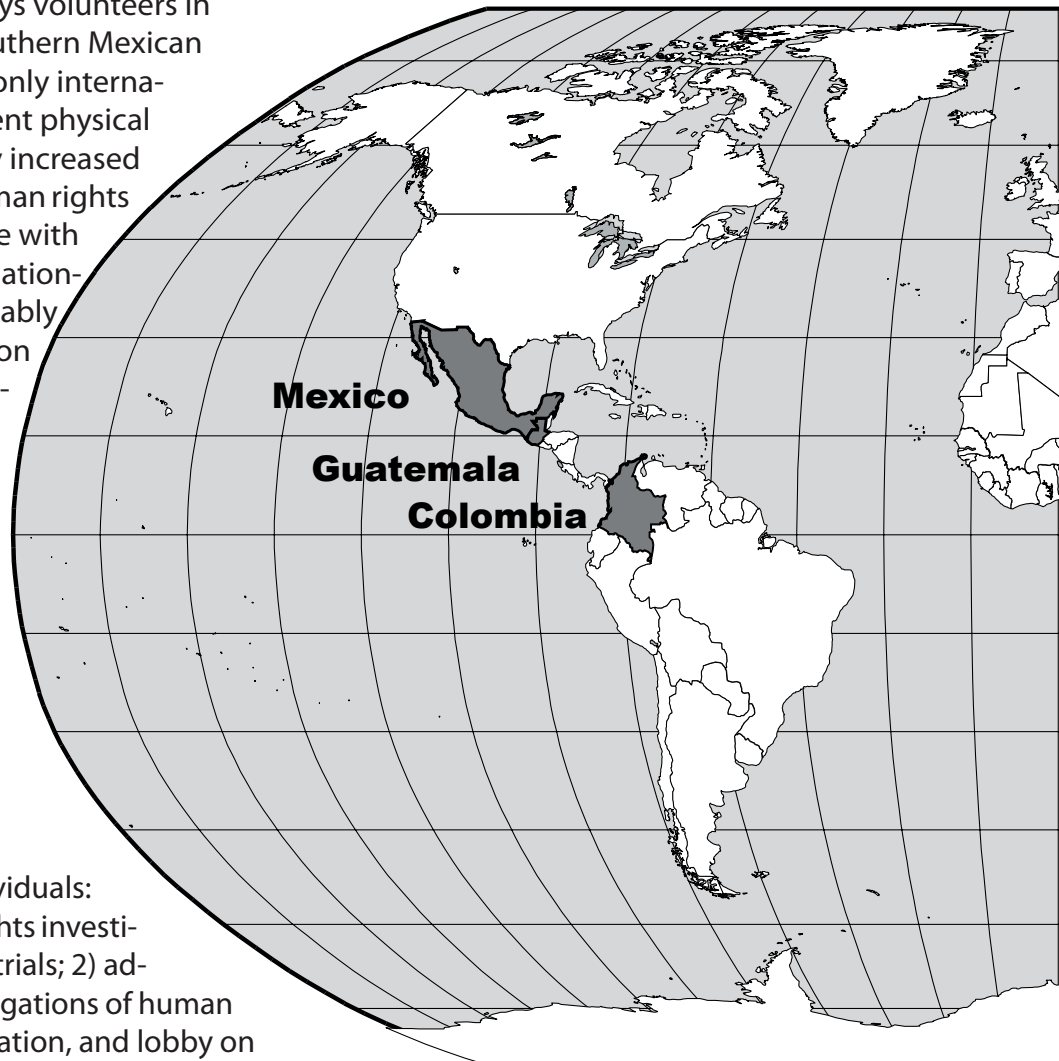 ys volunteers in
uthern Mexican
only interna-
ent physical
y increased
man rights
e with
ation-
ably
on
-
Mexico
Guatemala
Colombia
viduals:
hts investi-
trials; 2) ad-
gations of human
ation, and lobby on